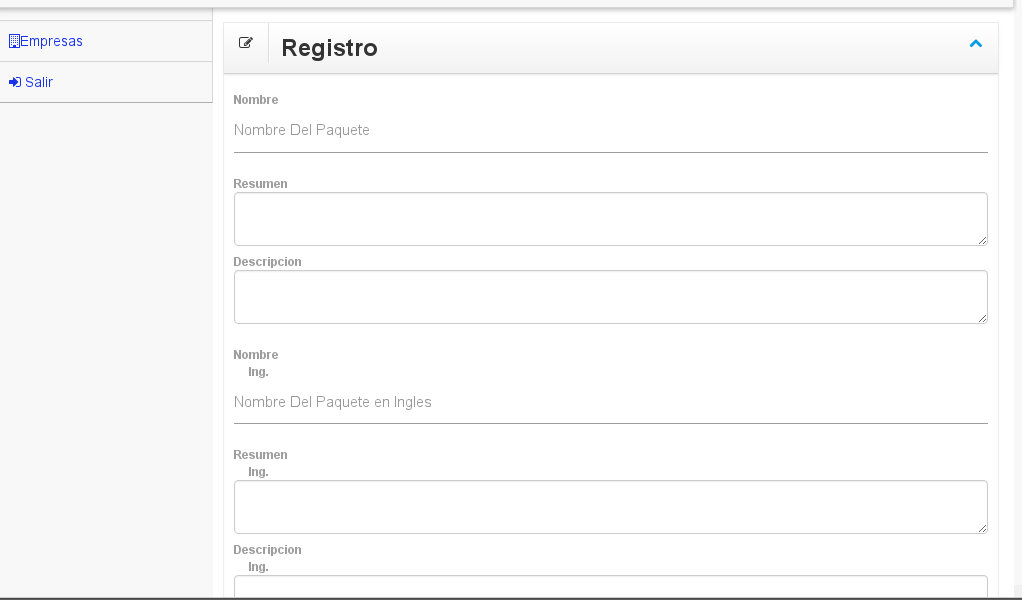 Empresas
Salir
Registro
Nombre
Nombre Del Paquete
Resumen
Descripcion
Nombre
Ing.
Nombre Del Paquete en Ingles
Resumen
Ing.
Descripcion
Ing.